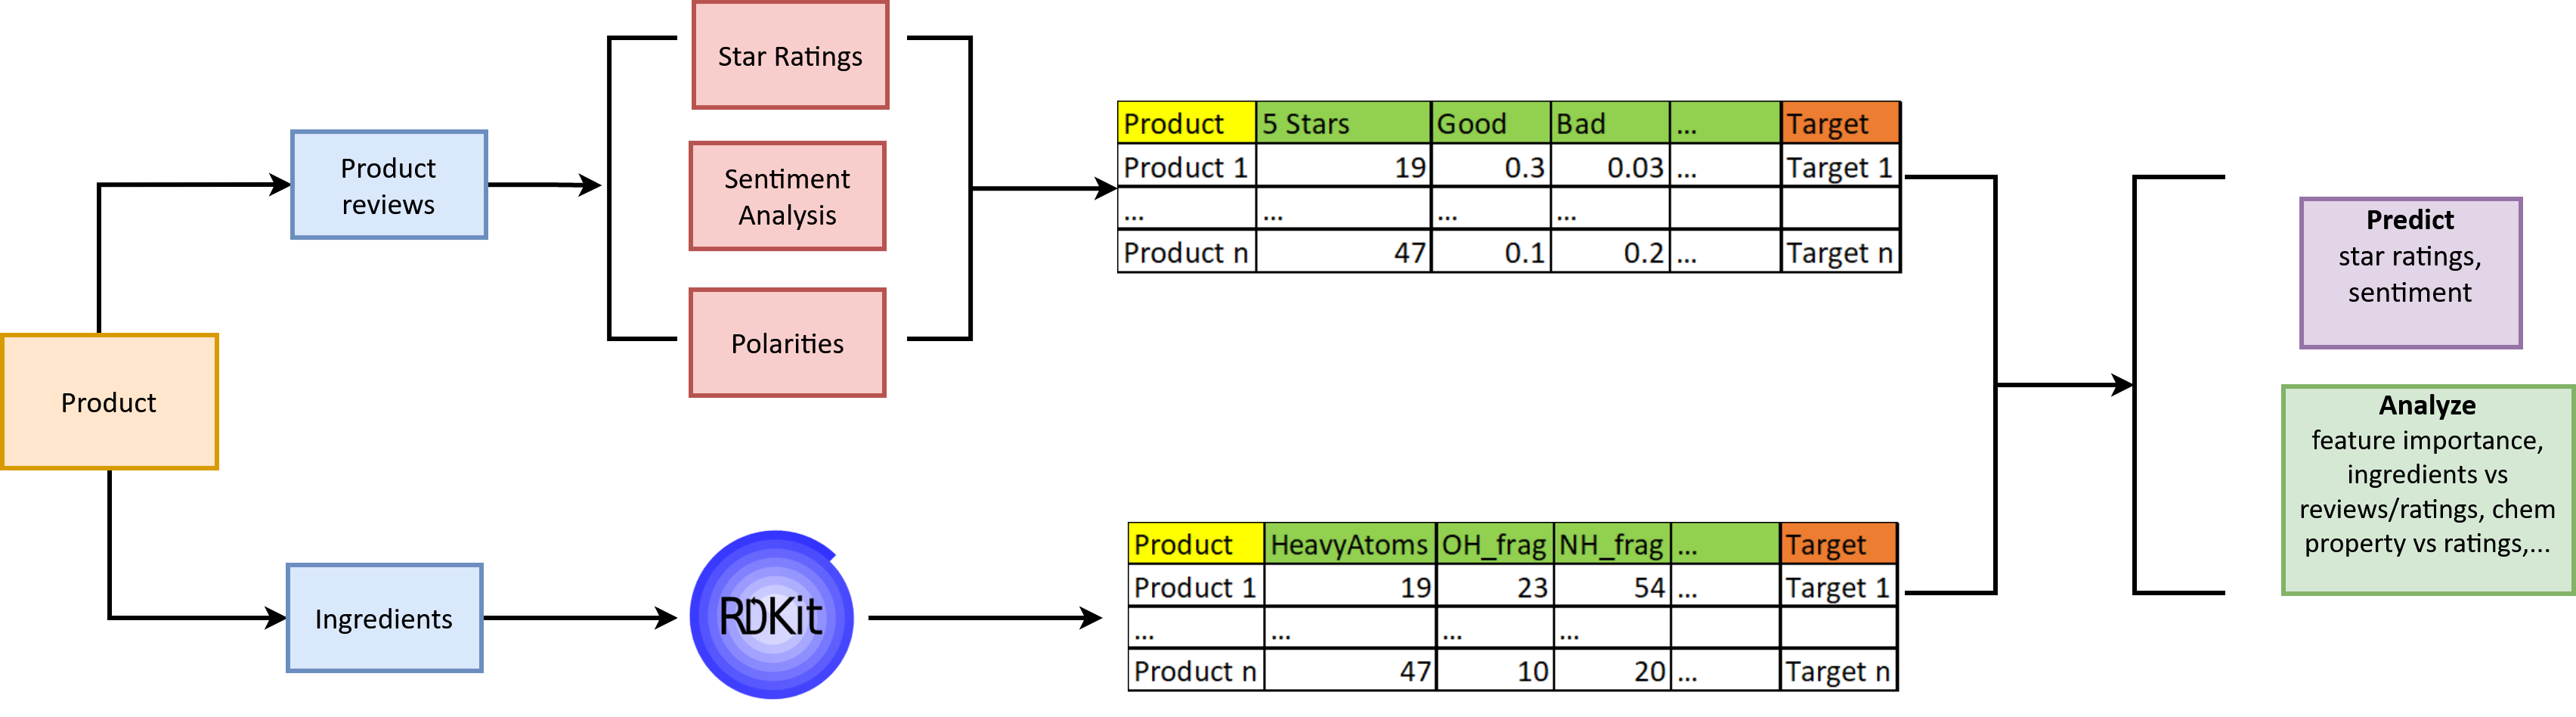 Star Ratings
Product
reviews
Sentiment
Analysis
Polarities
Product
Ingredients
RDKit
Product 5 Stars Good Bad ... Target
Product 1 19 0.3 0.03 ... Target 1
... ... ... ...
Product n 47 0.1 0.2 ... Target n
Product HeavyAtoms OH_frag NH_frag ... Target
Product 1 19 23 54 ... Target 1
... ... ... ...
Product n 47 10 20 ... Target n
Predict
star ratings,
sentiment
Analyze
feature importance,
ingredients vs
reviews/ratings, chem
property vs ratings,...